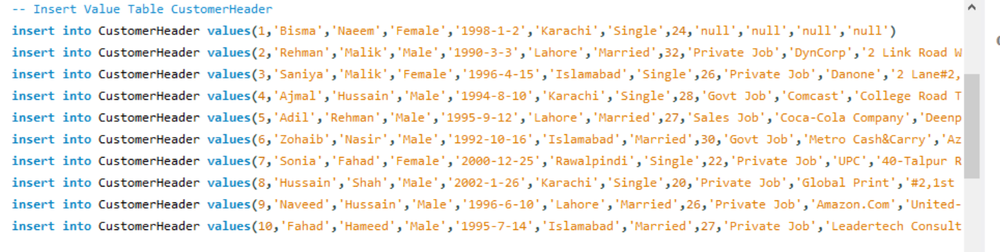 -- Insert Value Table CustomerHeader
insert into CustomerHeader values(1,'Bisma','Naeem','Female','1998-1-2','Karachi','Single',24,'null','null','null','null')
insert into CustomerHeader values(2,'Rehman','Malik','Male','1990-3-3','Lahore','Married',32,'Private Job','DynCorp','2 Link Road W
insert into CustomerHeader values(3,'Saniya','Malik','Female','1996-4-15','Islamabad','Single',26,'Private Job','Danone','2 Lane#2,
insert into CustomerHeader values(4,'Ajmal','Hussain','Male','1994-8-10','Karachi','Single',28,'Govt Job','Comcast','College Road T
insert into CustomerHeader values(5,'Adil','Rehman','Male','1995-9-12','Lahore','Married',27,'Sales Job','Coca-Cola Company','Deenp
insert into CustomerHeader values(6,'Zohaib','Nasir','Male','1992-10-16','Islamabad','Married',30,'Govt Job','Metro Cash&Carry','Az
insert into CustomerHeader values(7,'Sonia','Fahad','Female','2000-12-25','Rawalpindi','Single',22,'Private Job','UPC','40-Talpur R
insert into CustomerHeader values(8,'Hussain','Shah','Male','2002-1-26','Karachi','Single',20,'Private Job','Global Print','#2,1st
insert into CustomerHeader values(9,'Naveed','Hussain','Male','1996-6-10','Lahore','Married',26,'Private Job','Amazon.Com','United-
insert into CustomerHeader values(10,'Fahad','Hameed','Male','1995-7-14','Islamabad','Married',27,'Private Job','Leadertech Consult